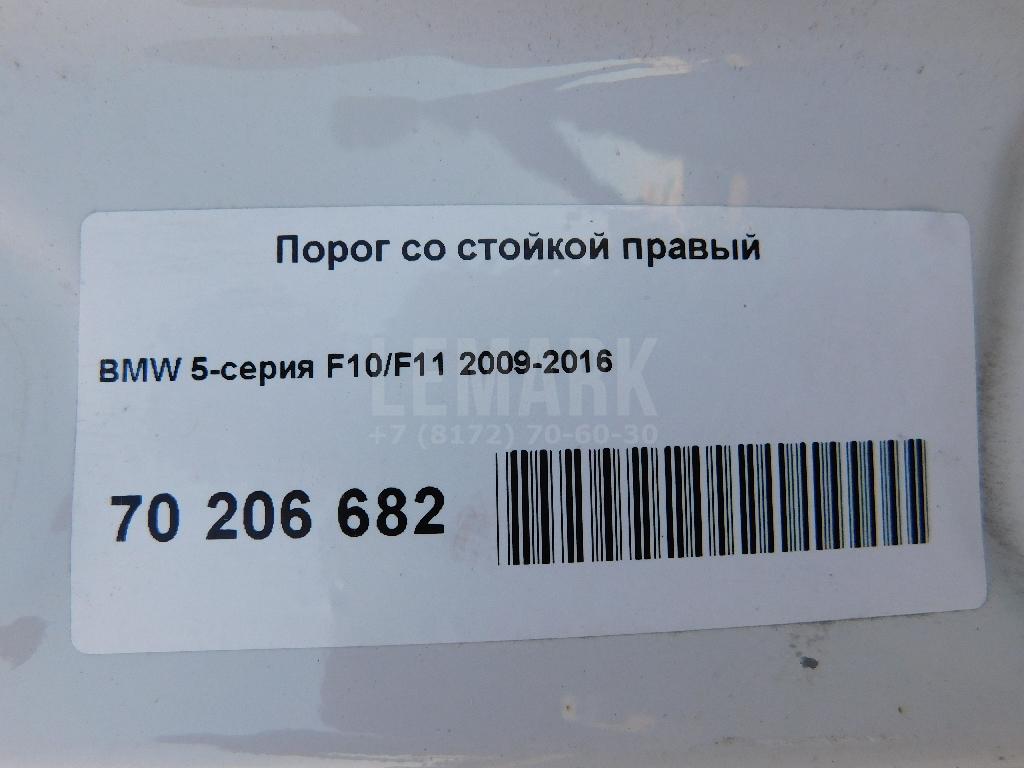 Порог со стойкой правый
BMW 5-серия F10/F11 2009-2016
LEMARK
+7 (8172) 70-60-30
70 206 682